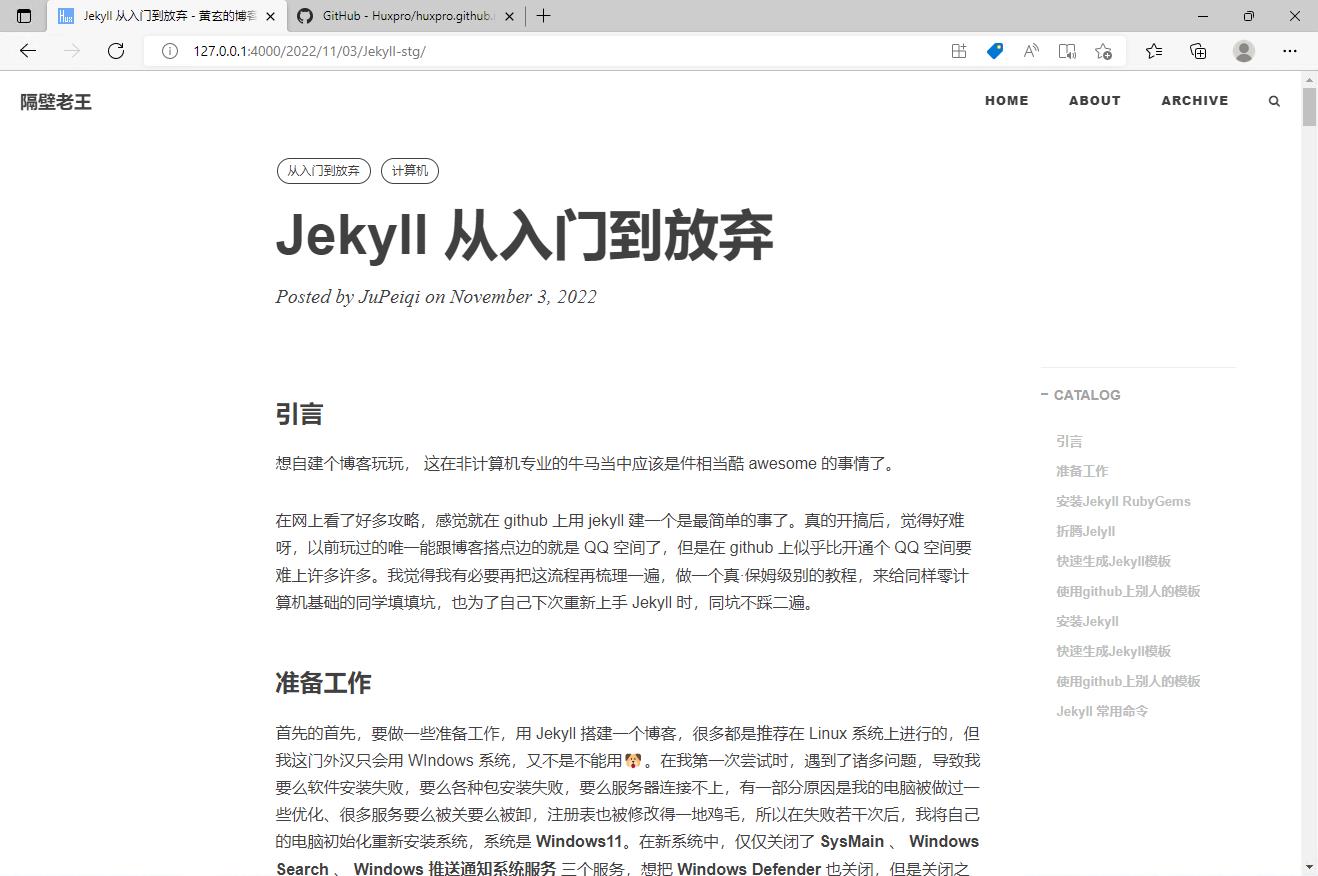 Jekyll 从入门到放弃 - 黄玄的博客
GitHub - Huxpro/huxpro.github.
127.0.0.1:4000/2022/11/03/Jekyll-stg/
隔壁老王
HOME ABOUT ARCHIVE
从入门到放弃 计算机
Jekyll 从入门到放弃
Posted by JuPeiqi on November 3, 2022
引言
想自建个博客玩玩， 这在非计算机专业的牛马当中应该是件相当酷 awesome 的事情了。
在网上看了好多攻略，感觉就在 github 上用 jekyll 建一个是最简单的事了。真的开搞后，觉得好难
呀，以前玩过的唯一能跟博客搭点边的就是 QQ 空间了，但是在 github 上似乎比开通个 QQ 空间要
难上许多许多。我觉得我有必要再把这流程再梳理一遍，做一个真·保姆级别的教程，来给同样零计
算机基础的同学填填坑，也为了自己下次重新上手 Jekyll 时，同坑不踩二遍。
准备工作
首先的首先，要做一些准备工作，用 Jekyll 搭建一个博客，很多都是推荐在 Linux 系统上进行的，但
我这门外汉只会用 WIndows 系统，又不是不能用🐶。在我第一次尝试时，遇到了诸多问题，导致我
要么软件安装失败，要么各种包安装失败，要么服务器连接不上，有一部分原因是我的电脑被做过一
些优化、很多服务要么被关要么被卸，注册表也被修改得一地鸡毛，所以在失败若干次后，我将自己
的电脑初始化重新安装系统，系统是 Windows11。在新系统中，仅仅关闭了 SysMain 、 Windows
Search 、 Windows 推送通知系统服务 三个服务，想把 Windows Defender 也关闭，但是关闭之
CATALOG
引言
准备工作
安装Jekyll RubyGems
折腾Jelyll
快速生成Jekyll模板
使用github上别人的模板
安装Jekyll
快速生成Jekyll模板
使用github上别人的模板
Jekyll 常用命令